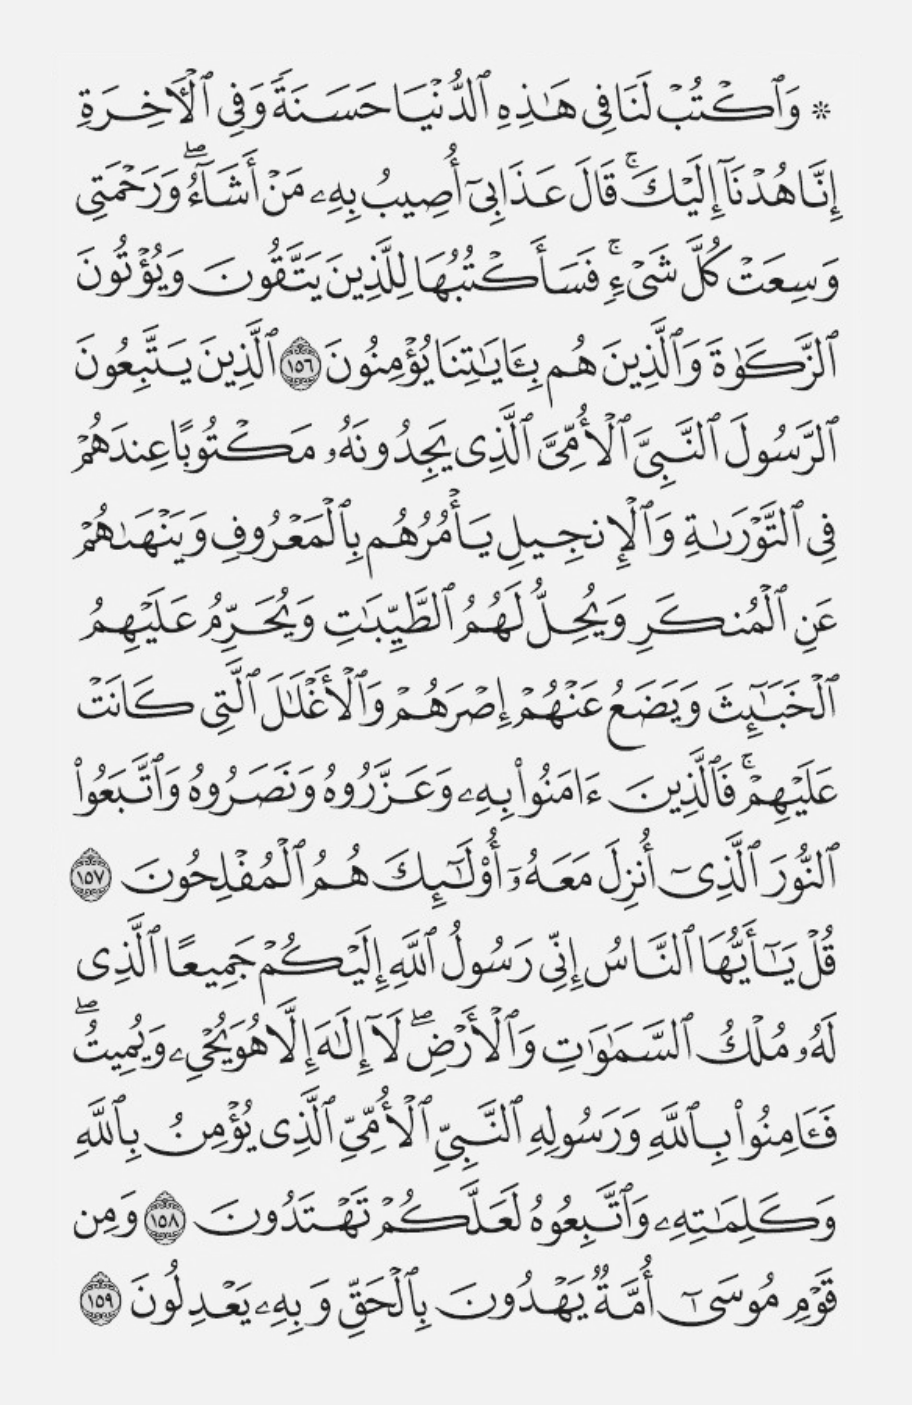 * وَٱكْتُبْ لَنَا فِى هَـٰذِهِ ٱلدُّنْيَا حَسَنَةً وَفِى ٱلْـَٔاخِرَةِ
إِنَّا هُدْنَآ إِلَيْكَ ۚ قَالَ عَذَابِىٓ أُصِيبُ بِهِۦ مَنْ أَشَآءُ ۖ وَرَحْمَتِى
وَسِعَتْ كُلَّ شَىْءٍ ۚ فَسَأَكْتُبُهَا لِلَّذِينَ يَتَّقُونَ وَيُؤْتُونَ
ٱلزَّكَوٰةَ وَٱلَّذِينَ هُم بِـَٔايَـٰتِنَا يُؤْمِنُونَ ١٥٦ ٱلَّذِينَ يَتَّبِعُونَ
ٱلرَّسُولَ ٱلنَّبِىَّ ٱلْأُمِّىَّ ٱلَّذِى يَجِدُونَهُۥ مَكْتُوبًا عِندَهُمْ
فِى ٱلتَّوْرَىٰةِ وَٱلْإِنجِيلِ يَأْمُرُهُم بِٱلْمَعْرُوفِ وَيَنْهَىٰهُمْ
عَنِ ٱلْمُنكَرِ وَيُحِلُّ لَهُمُ ٱلطَّيِّبَـٰتِ وَيُحَرِّمُ عَلَيْهِمُ
ٱلْخَبَـٰٓئِثَ وَيَضَعُ عَنْهُمْ إِصْرَهُمْ وَٱلْأَغْلَـٰلَ ٱلَّتِى كَانَتْ
عَلَيْهِمْ ۚ فَٱلَّذِينَ ءَامَنُوا۟ بِهِۦ وَعَزَّرُوهُ وَنَصَرُوهُ وَٱتَّبَعُوا۟
ٱلنُّورَ ٱلَّذِىٓ أُنزِلَ مَعَهُۥٓ أُو۟لَـٰٓئِكَ هُمُ ٱلْمُفْلِحُونَ ١٥٧
قُلْ يَـٰٓأَيُّهَا ٱلنَّاسُ إِنِّى رَسُولُ ٱللَّهِ إِلَيْكُمْ جَمِيعًا ٱلَّذِى
لَهُۥ مُلْكُ ٱلسَّمَـٰوَٰتِ وَٱلْأَرْضِ ۖ لَآ إِلَـٰهَ إِلَّا هُوَ يُحْىِۦ وَيُمِيتُ ۖ
فَـَٔامِنُوا۟ بِٱللَّهِ وَرَسُولِهِ ٱلنَّبِىِّ ٱلْأُمِّىِّ ٱلَّذِى يُؤْمِنُ بِٱللَّهِ
وَكَلِمَـٰتِهِۦ وَٱتَّبِعُوهُ لَعَلَّكُمْ تَهْتَدُونَ ١٥٨ وَمِن
قَوْمِ مُوسَىٰٓ أُمَّةٌ يَهْدُونَ بِٱلْحَقِّ وَبِهِۦ يَعْدِلُونَ ١٥٩